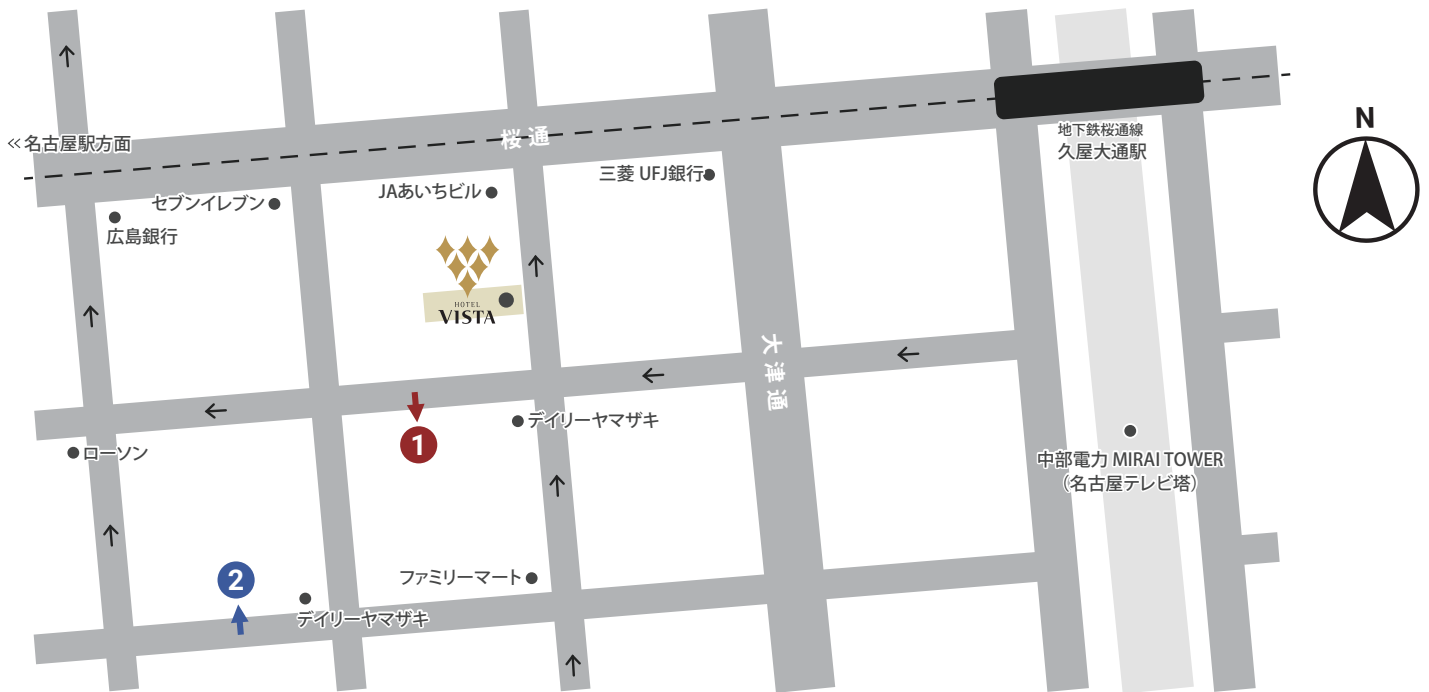 N
桜通
地下鉄桜通線
久屋大通駅
≪名古屋駅方面
三菱 UFJ銀行
JAあいちビル
セブンイレブン
広島銀行
HOTEL
VISTA
大津通
デイリーヤマザキ
1
ローソン
中部電力 MIRAI TOWER
（名古屋テレビ塔）
2
ファミリーマート
デイリーヤマザキ